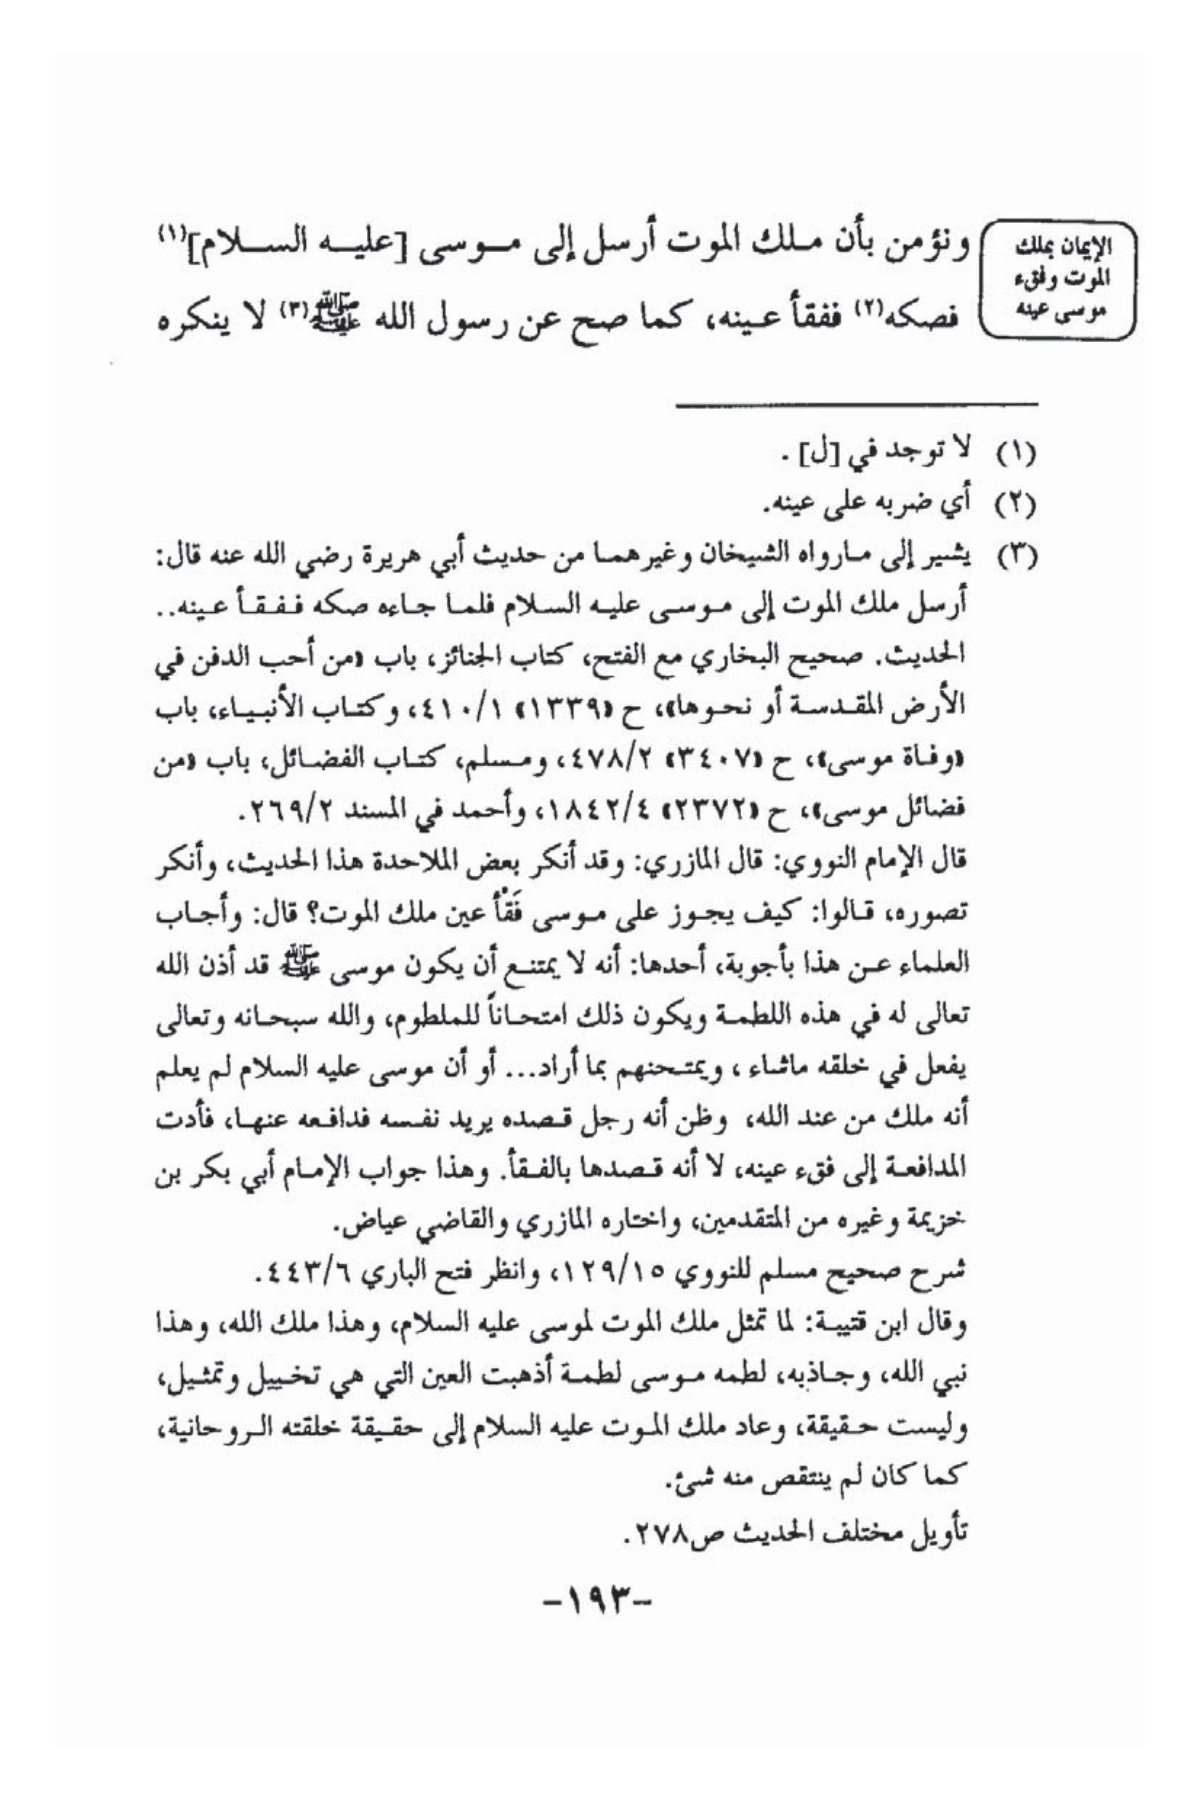 الإيمان بملك
الموت وفقء
موسى عينه
ونؤمن بأن ملك الموت أرسل إلى موسى [عليه السلام](١)
فصكه(٢) ففقأ عينه، كما صح عن رسول الله ﷺ(٣) لا ينكره
(١) لا توجد في [ل] .
(٢) أي ضربه على عينه.
(٣) يشير إلى مارواه الشيخان وغيرهما من حديث أبي هريرة رضي الله عنه قال:
أرسل ملك الموت إلى موسى عليه السلام فلما جاءه صكه ففقأ عينه..
الحديث. صحيح البخاري مع الفتح، كتاب الجنائز، باب «من أحب الدفن في
الأرض المقدسة أو نحوها»، ح «١٣٣٩» ٤١٠/١، وكتاب الأنبياء، باب
«وفاة موسى»، ح «٣٤٠٧» ٤٧٨/٢، ومسلم، كتاب الفضائل، باب «من
فضائل موسى»، ح «٢٣٧٢» ١٨٤٢/٤، وأحمد في المسند ٢٦٩/٢.
قال الإمام النووي: قال المازري: وقد أنكر بعض الملاحدة هذا الحديث، وأنكر
تصوره، قالوا: كيف يجوز على موسى فَقْأ عين ملك الموت؟ قال: وأجاب
العلماء عن هذا بأجوبة، أحدها: أنه لا يمتنع أن يكون موسى ﷺ قد أذن الله
تعالى له في هذه اللطمة ويكون ذلك امتحاناً للملطوم، والله سبحانه وتعالى
يفعل في خلقه ماشاء ، ويمتحنهم بما أراد... أو أن موسى عليه السلام لم يعلم
أنه ملك من عند الله، وظن أنه رجل قصده يريد نفسه فدافعه عنها، فأدت
المدافعة إلى فقء عينه، لا أنه قصدها بالفقأ. وهذا جواب الإمام أبي بكر بن
خزيمة وغيره من المتقدمين، واختاره المازري والقاضي عياض.
شرح صحيح مسلم للنووي ١٢٩/١٥، وانظر فتح الباري ٤٤٣/٦.
وقال ابن قتيبة: لما تمثل ملك الموت لموسى عليه السلام، وهذا ملك الله، وهذا
نبي الله، وجاذبه، لطمه موسى لطمة أذهبت العين التي هي تخييل وتمثيل،
وليست حقيقة، وعاد ملك الموت عليه السلام إلى حقيقة خلقته الروحانية،
كما كان لم ينتقص منه شئ.
تأويل مختلف الحديث ص٢٧٨.
-١٩٣-